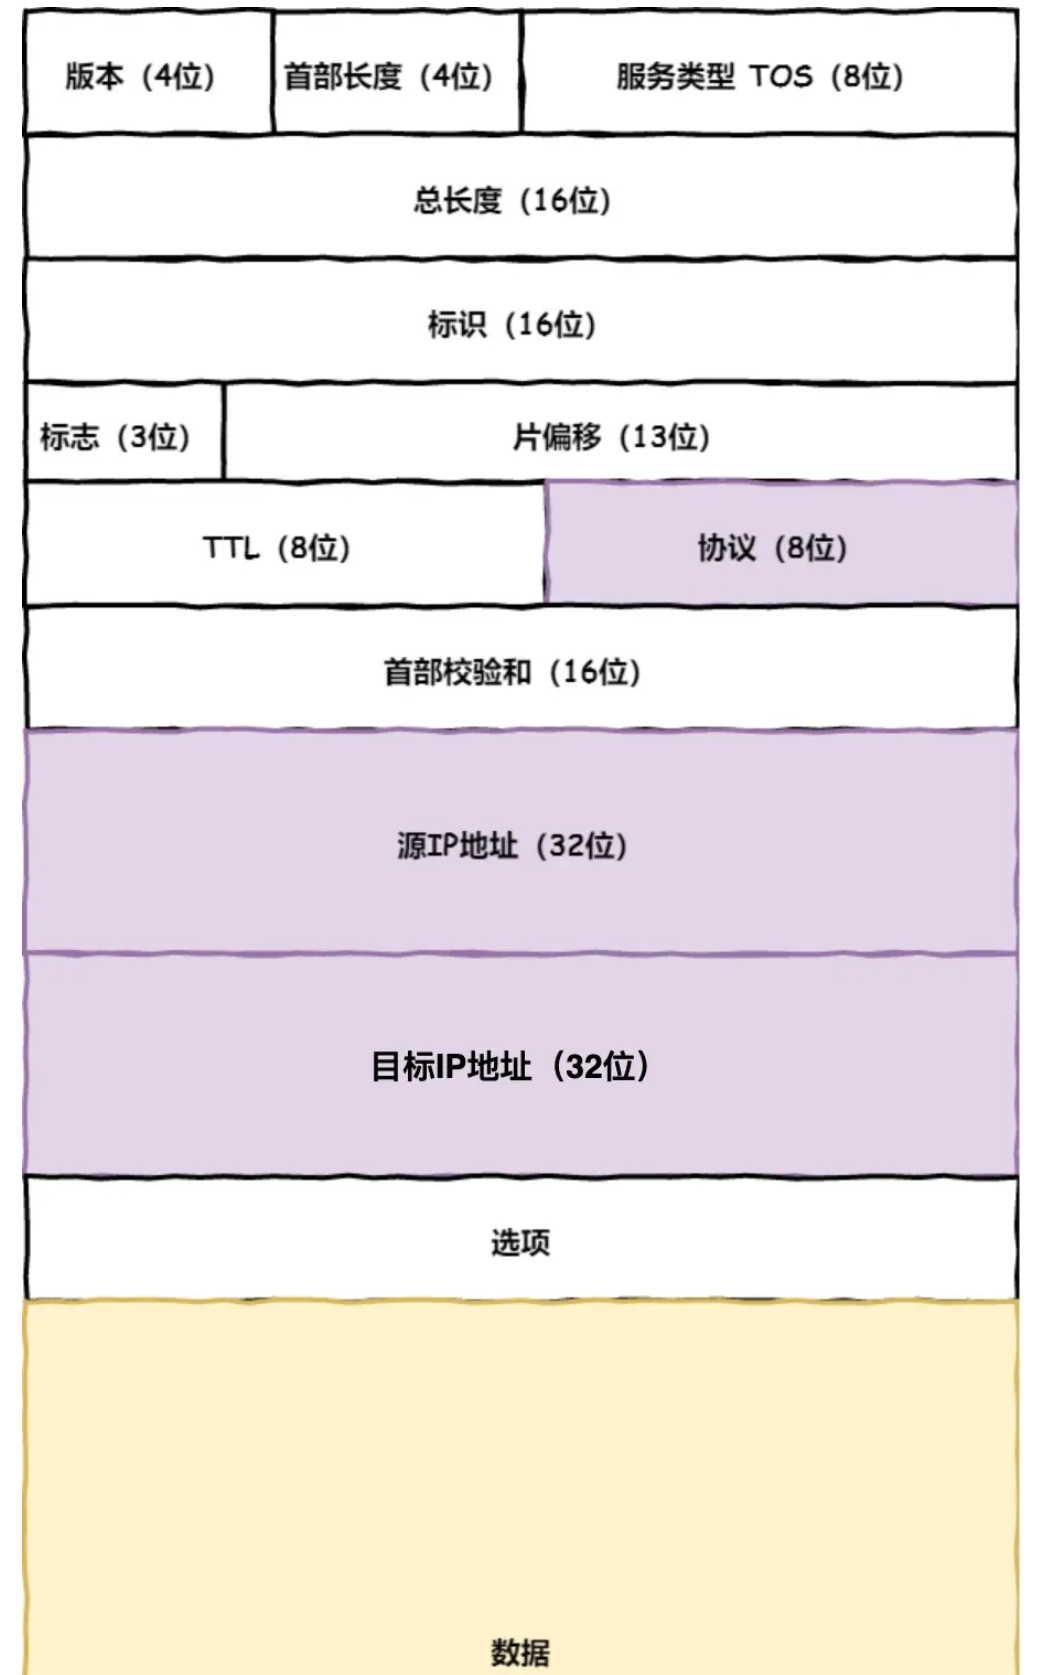 版本（4位） 首部长度（4位） 服务类型 TOS（8位）
总长度（16位）
标识（16位）
标志（3位） 片偏移（13位）
TTL（8位） 协议（8位）
首部校验和（16位）
源IP地址（32位）
目标IP地址（32位）
选项
数据